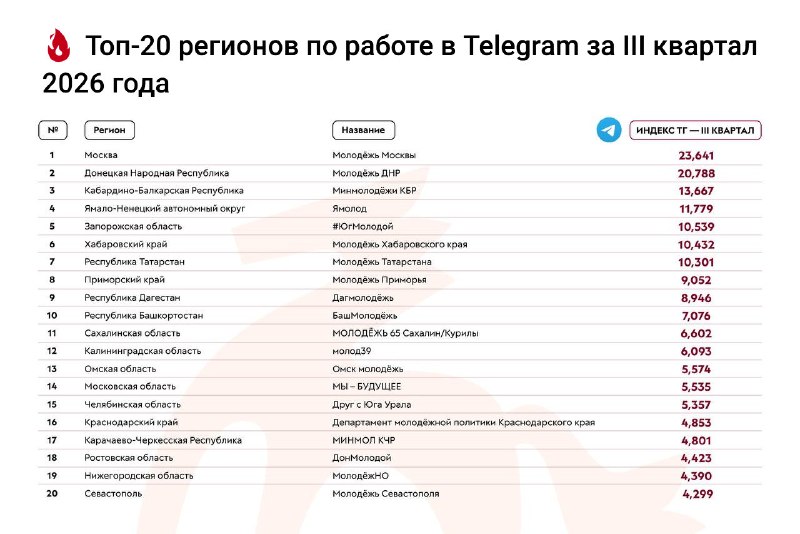 Топ-20 регионов по работе в Telegram за III квартал
2026 года
№ Регион Название ИНДЕКС ТГ — III КВАРТАЛ
1 Москва Молодёжь Москвы 23,641
2 Донецкая Народная Республика Молодёжь ДНР 20,788
3 Кабардино-Балкарская Республика Минмолодёжи КБР 13,667
4 Ямало-Ненецкий автономный округ Ямолод 11,779
5 Запорожская область #ЮгМолодой 10,539
6 Хабаровский край Молодёжь Хабаровского края 10,432
7 Республика Татарстан Молодёжь Татарстана 10,301
8 Приморский край Молодёжь Приморья 9,052
9 Республика Дагестан Дагмолодёжь 8,946
10 Республика Башкортостан БашМолодёжь 7,076
11 Сахалинская область МОЛОДЁЖЬ 65 Сахалин/Курилы 6,602
12 Калининградская область молод39 6,093
13 Омская область Омск молодёжь 5,574
14 Московская область МЫ – БУДУЩЕЕ 5,535
15 Челябинская область Друг с Юга Урала 5,357
16 Краснодарский край Департамент молодёжной политики Краснодарского края 4,853
17 Карачаево-Черкесская Республика МИНМОЛ КЧР 4,801
18 Ростовская область ДонМолодой 4,423
19 Нижегородская область МолодёжНО 4,390
20 Севастополь Молодёжь Севастополя 4,299